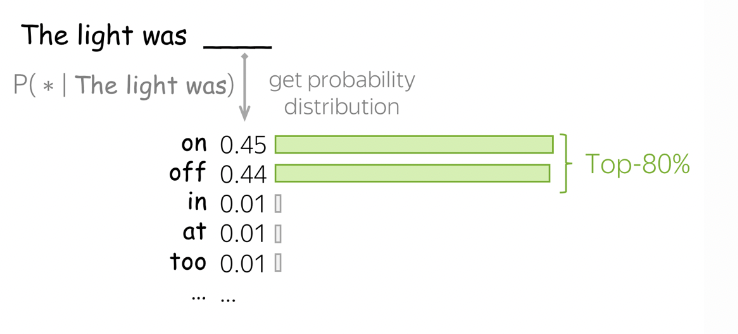 The light was ____
P( * | The light was)
get probability
distribution
on 0.45
off 0.44
Top-80%
in 0.01
at 0.01
too 0.01
... ...